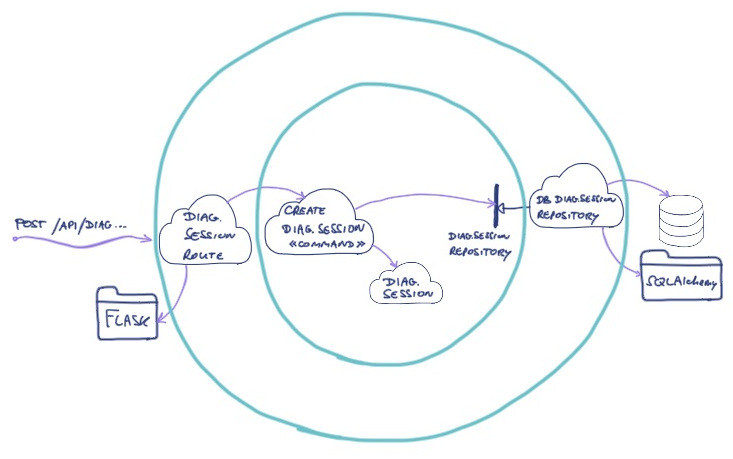 POST /API/DIAG...
DIAG.
SESSION
ROUTE
FLASK
CREATE
DIAG. SESSION
«COMMAND»
DIAG.
SESSION
DIAG.SESSION
REPOSITORY
DB DIAG.SESSION
REPOSITORY
SQLAlchemy